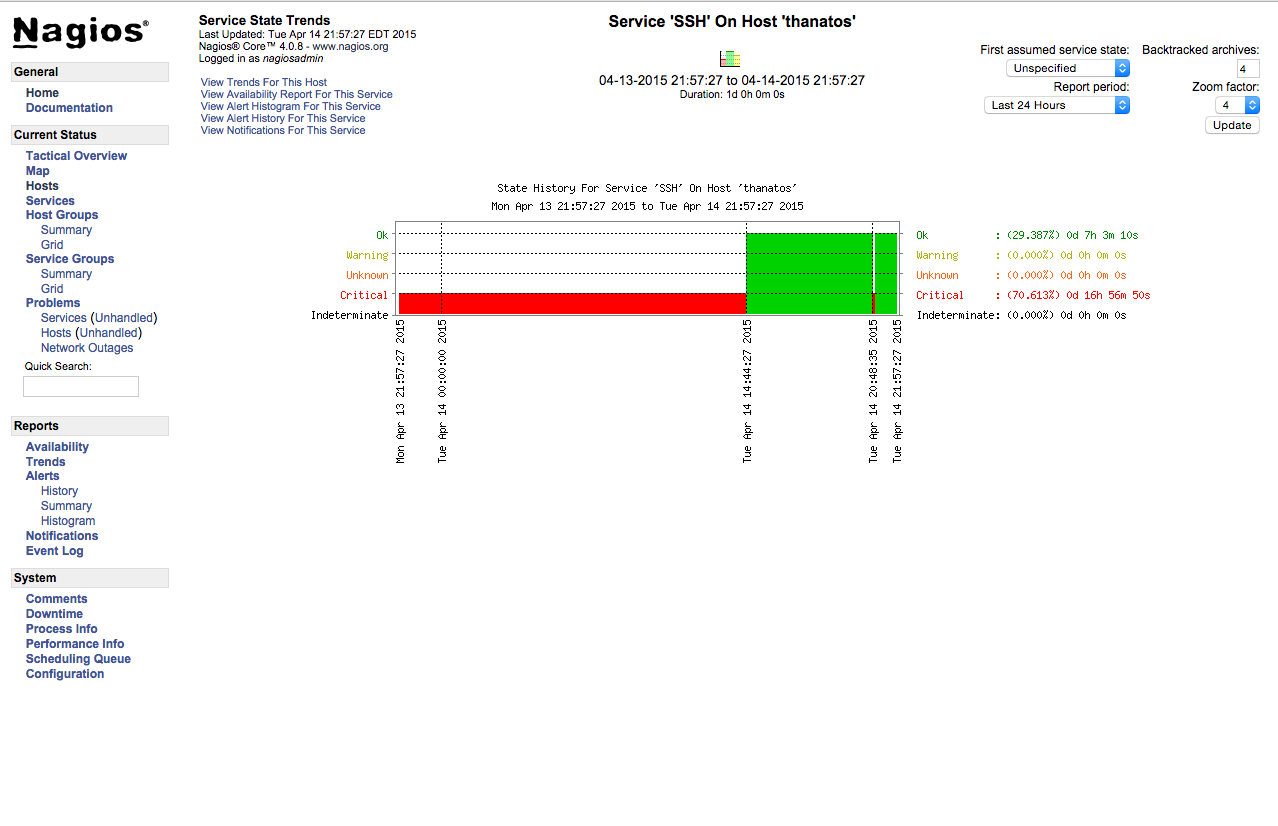 Nagios®
General
Home
Documentation
Current Status
Tactical Overview
Map
Hosts
Services
Host Groups
Summary
Grid
Service Groups
Summary
Grid
Problems
Services (Unhandled)
Hosts (Unhandled)
Network Outages
Quick Search:
Reports
Availability
Trends
Alerts
History
Summary
Histogram
Notifications
Event Log
System
Comments
Downtime
Process Info
Performance Info
Scheduling Queue
Configuration
Service State Trends
Last Updated: Tue Apr 14 21:57:27 EDT 2015
Nagios® Core™ 4.0.8 - www.nagios.org
Logged in as nagiosadmin
View Trends For This Host
View Availability Report For This Service
View Alert Histogram For This Service
View Alert History For This Service
View Notifications For This Service
Service 'SSH' On Host 'thanatos'
04-13-2015 21:57:27 to 04-14-2015 21:57:27
Duration: 1d 0h 0m 0s
First assumed service state:
Unspecified
Report period:
Last 24 Hours
Backtracked archives:
4
Zoom factor:
4
Update
State History For Service 'SSH' On Host 'thanatos'
Mon Apr 13 21:57:27 2015 to Tue Apr 14 21:57:27 2015
Ok
Warning
Unknown
Critical
Indeterminate
Ok : (29.387%) 0d 7h 3m 10s
Warning : (0.000%) 0d 0h 0m 0s
Unknown : (0.000%) 0d 0h 0m 0s
Critical : (70.613%) 0d 16h 56m 50s
Indeterminate: (0.000%) 0d 0h 0m 0s
Mon Apr 13 21:57:27 2015
Tue Apr 14 00:00:00 2015
Tue Apr 14 14:44:27 2015
Tue Apr 14 20:48:35 2015
Tue Apr 14 21:57:27 2015